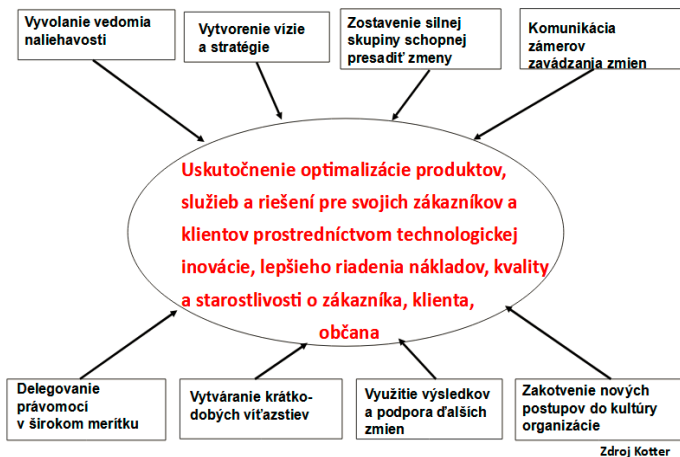 Vyvolanie vedomia
naliehavosti
Vytvorenie vízie
a stratégie
Zostavenie silnej
skupiny schopnej
presadiť zmeny
Komunikácia
zámerov
zavádzania zmien
Uskutočnenie optimalizácie produktov,
služieb a riešení pre svojich zákazníkov a
klientov prostredníctvom technologickej
inovácie, lepšieho riadenia nákladov, kvality
a starostlivosti o zákazníka, klienta,
občana
Delegovanie
právomocí
v širokom merítku
Vytváranie krátko-
dobých víťazstiev
Využitie výsledkov
a podpora ďalších
zmien
Zakotvenie nových
postupov do kultúry
organizácie
Zdroj Kotter